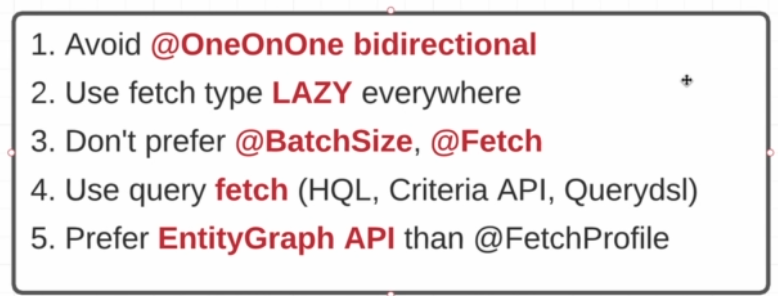 1. Avoid @OneOnOne bidirectional
2. Use fetch type LAZY everywhere
3. Don't prefer @BatchSize, @Fetch
4. Use query fetch (HQL, Criteria API, Querydsl)
5. Prefer EntityGraph API than @FetchProfile